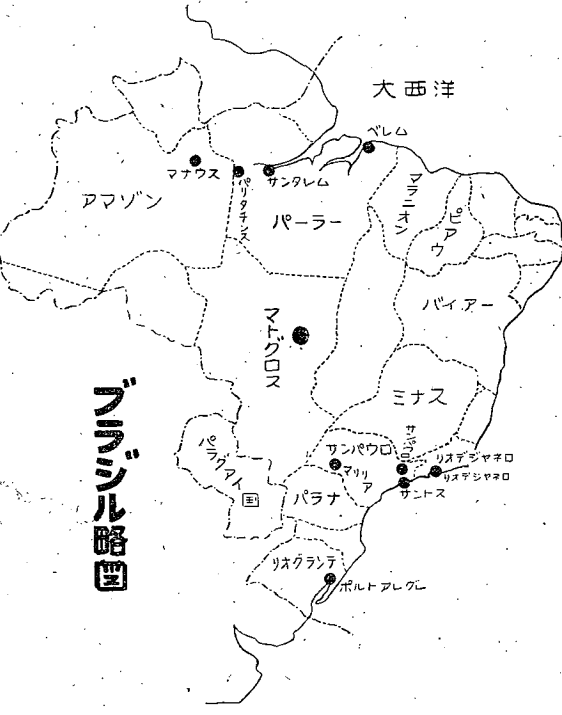 大西洋
ベレム
マナウス
パリタチンス
サンタレム
アマゾン
パーラー
マラニオン
ピアウ
バイアー
マトグロス
ミナス
ブラジル略図
パラグァイ国
サンパウロ
サンパウロ
マリリア
リオデジャネロ
リオデジャネロ
サントス
パラナ
リオグランテ
ポルトアレグレ